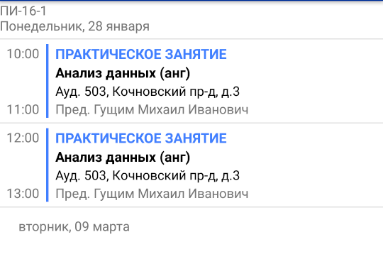 ПИ-16-1
Понедельник, 28 января
10:00 ПРАКТИЧЕСКОЕ ЗАНЯТИЕ
Анализ данных (анг)
Ауд. 503, Кочновский пр-д, д.3
11:00 Пред. Гущим Михаил Иванович
12:00 ПРАКТИЧЕСКОЕ ЗАНЯТИЕ
Анализ данных (анг)
Ауд. 503, Кочновский пр-д, д.3
13:00 Пред. Гущим Михаил Иванович
вторник, 09 марта